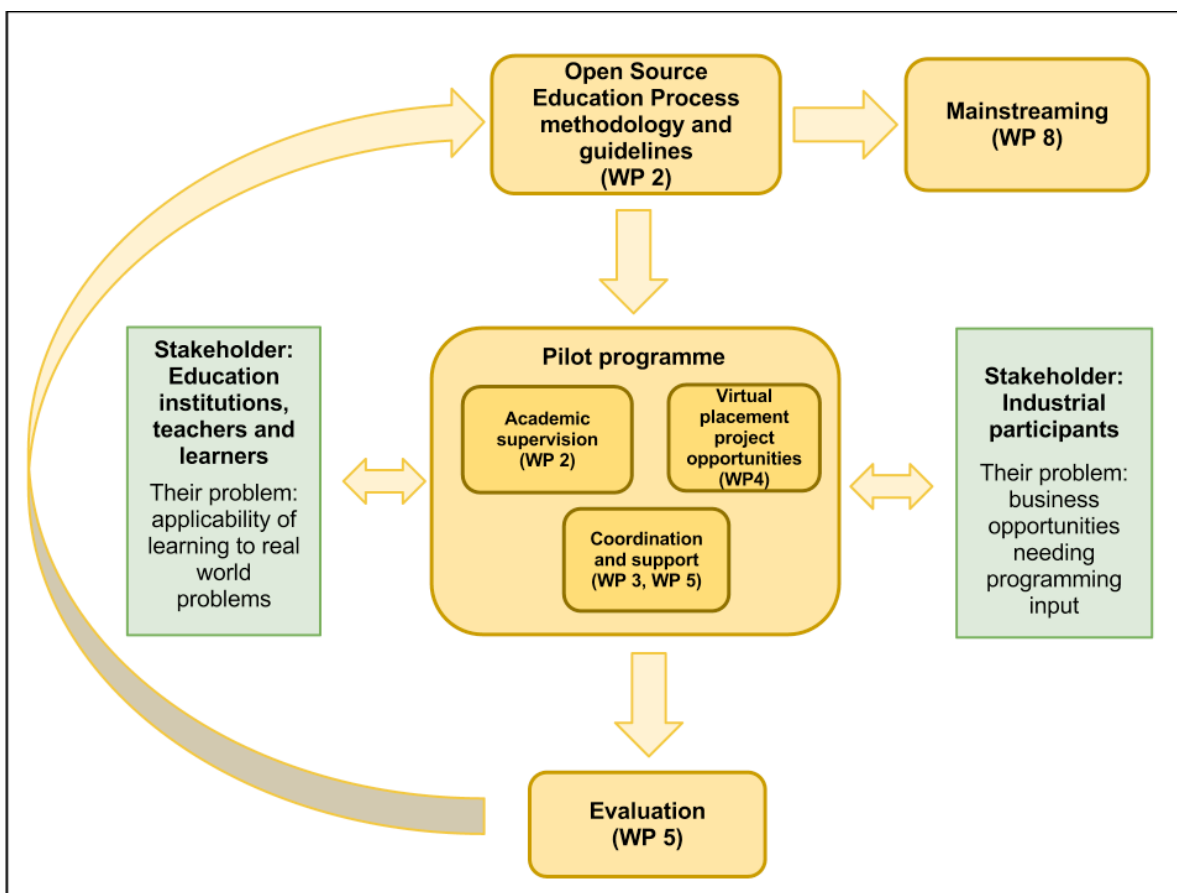 Open Source
Education Process
methodology and
guidelines
(WP 2)
Mainstreaming
(WP 8)
Stakeholder:
Education
institutions,
teachers and
learners
Their problem:
applicability of
learning to real
world
problems
Pilot programme
Academic
supervision
(WP 2)
Virtual
placement
project
opportunities
(WP4)
Coordination
and support
(WP 3, WP 5)
Stakeholder:
Industrial
participants
Their problem:
business
opportunities
needing
programming
input
Evaluation
(WP 5)